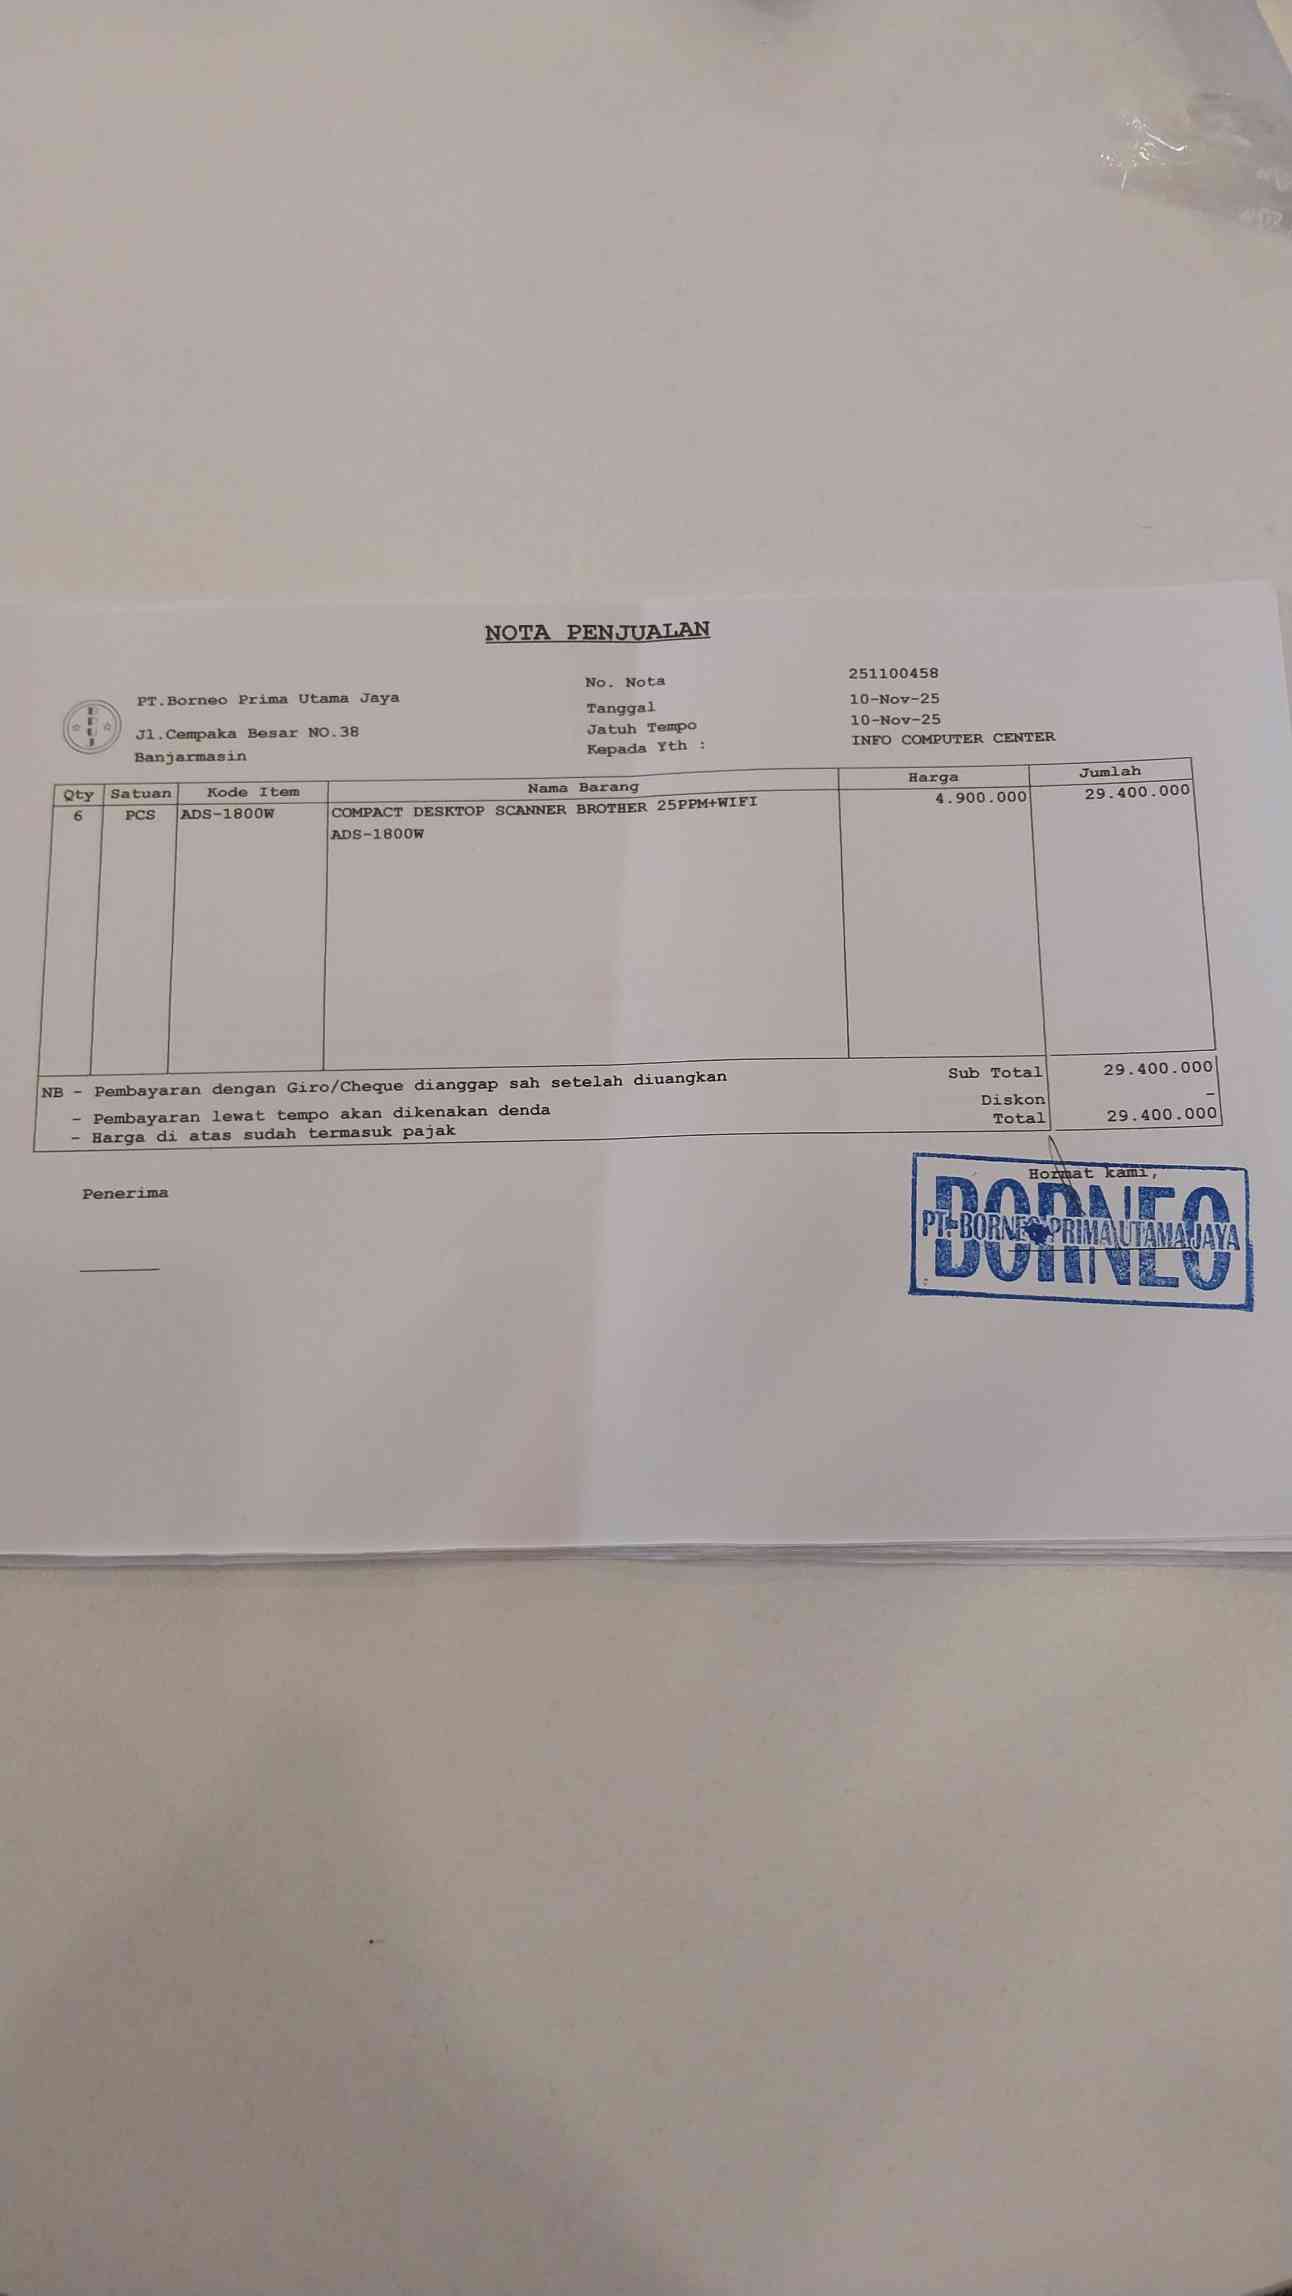 NOTA PENJUALAN
PT.Borneo Prima Utama Jaya
Jl.Cempaka Besar NO.38
Banjarmasin
No. Nota 251100458
Tanggal 10-Nov-25
Jatuh Tempo 10-Nov-25
Kepada Yth : INFO COMPUTER CENTER
Qty Satuan Kode Item Nama Barang Harga Jumlah
6 PCS ADS-1800W COMPACT DESKTOP SCANNER BROTHER 25PPM+WIFI 4.900.000 29.400.000
ADS-1800W
NB - Pembayaran dengan Giro/Cheque dianggap sah setelah diuangkan
- Pembayaran lewat tempo akan dikenakan denda
- Harga di atas sudah termasuk pajak
Sub Total 29.400.000
Diskon -
Total 29.400.000
Penerima
Hormat kami,
BORNEO
PT. BORNEO PRIMA UTAMA JAYA